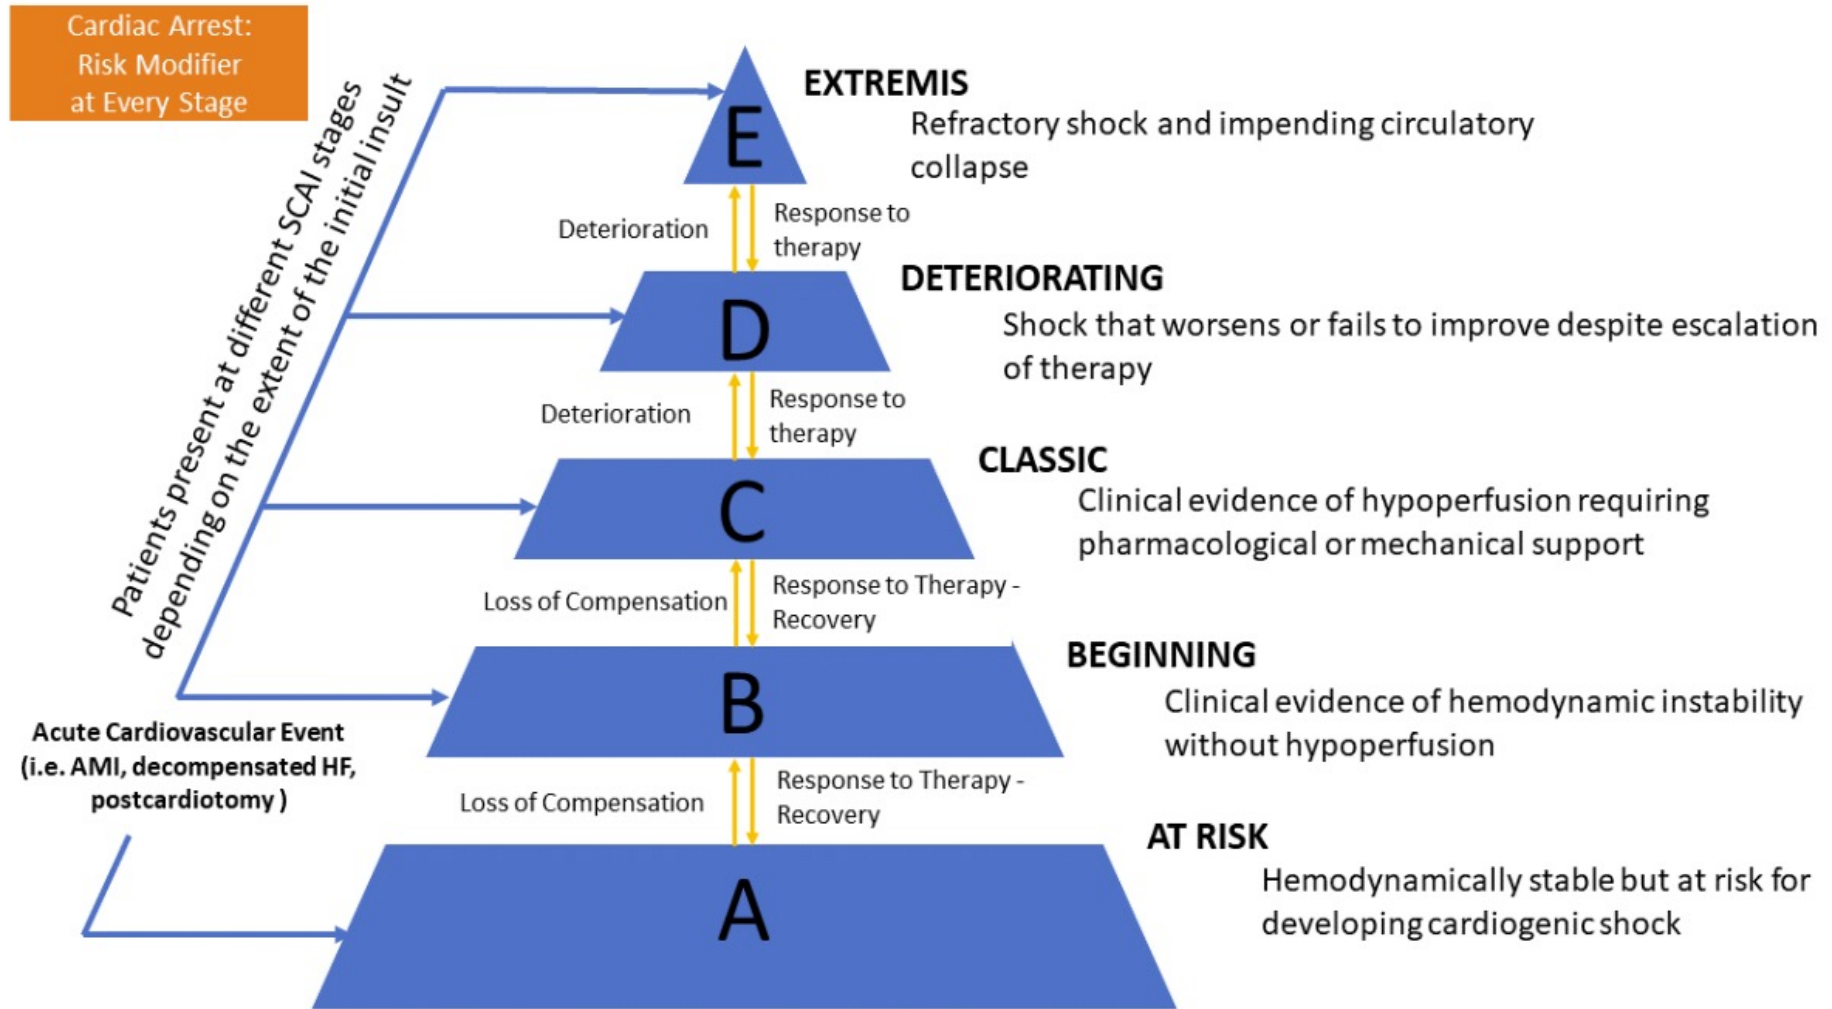 Cardiac Arrest:
Risk Modifier
at Every Stage
Patients present at different SCAI stages
depending on the extent of the initial insult
E
EXTREMIS
Refractory shock and impending circulatory
collapse
Deterioration
Response to
therapy
D
DETERIORATING
Shock that worsens or fails to improve despite escalation
of therapy
Deterioration
Response to
therapy
C
CLASSIC
Clinical evidence of hypoperfusion requiring
pharmacological or mechanical support
Loss of Compensation
Response to Therapy -
Recovery
B
BEGINNING
Clinical evidence of hemodynamic instability
without hypoperfusion
Acute Cardiovascular Event
(i.e. AMI, decompensated HF,
postcardiotomy )
Loss of Compensation
Response to Therapy -
Recovery
A
AT RISK
Hemodynamically stable but at risk for
developing cardiogenic shock